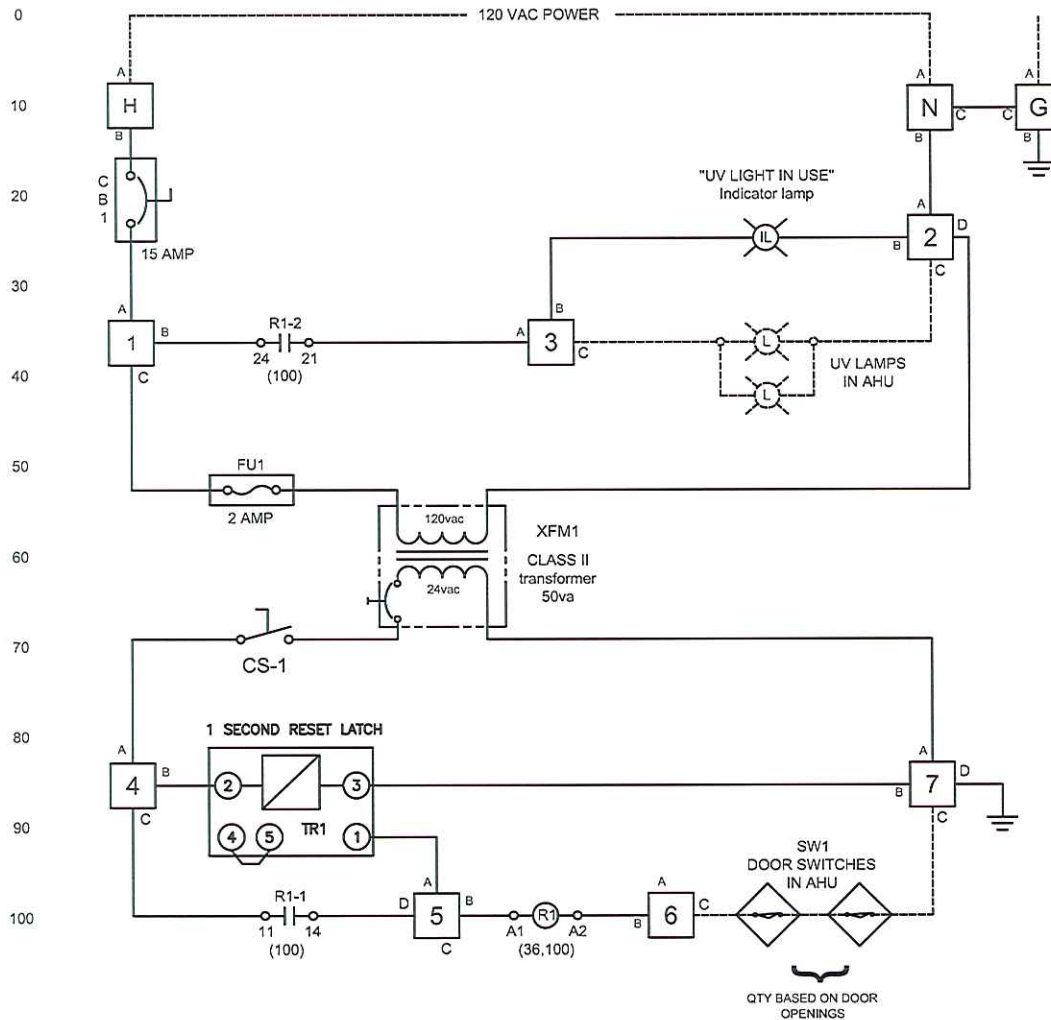 0
120 VAC POWER
A
A
A
10
H
N
C
C
G
B
B
B
"UV LIGHT IN USE"
Indicator lamp
C
B
1
20
A
IL
B
2
D
15 AMP
C
30
A
B
1
B
R1-2
A
3
C
L
24
21
(100)
UV LAMPS
IN AHU
C
40
L
50
FU1
2 AMP
120vac
XFM1
60
CLASS II
transformer
50va
24vac
70
CS-1
80
1 SECOND RESET LATCH
A
A
4
B
2
3
B
7
D
C
90
4
5
TR1
1
C
SW1
DOOR SWITCHES
IN AHU
R1-1
A
A
100
D
5
B
R1
6
C
11
14
A1
A2
B
(100)
C
(36,100)
QTY BASED ON DOOR
OPENINGS